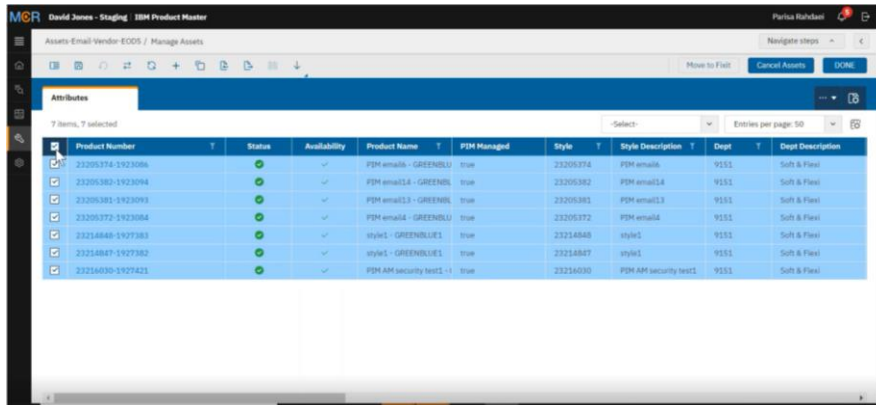 MCR David Jones - Staging | IBM Product Master Parisa Rahdaei
Assets-Email-Vendor-EODS / Manage Assets Navigate steps
Move to Fixit Cancel Assets DONE
Attributes
7 items, 7 selected -Select- Entries per page: 50
Product Number Status Availability Product Name PIM Managed Style Style Description Dept Dept Description
23205374-1923086 PIM email6 - GREENBLU true 23205374 PIM email6 9151 Soft & Flexi
23205382-1923094 PIM email14 - GREENBL true 23205382 PIM email14 9151 Soft & Flexi
23205381-1923093 PIM email13 - GREENBL true 23205381 PIM email13 9151 Soft & Flexi
23205372-1923084 PIM email4 - GREENBLU true 23205372 PIM email4 9151 Soft & Flexi
23214848-1927383 style1 - GREENBLUE1 true 23214848 style1 9151 Soft & Flexi
23214847-1927382 style1 - GREENBLUE1 true 23214847 style1 9151 Soft & Flexi
23216030-1927421 PIM AM security test1 - true 23216030 PIM AM security test1 9151 Soft & Flexi